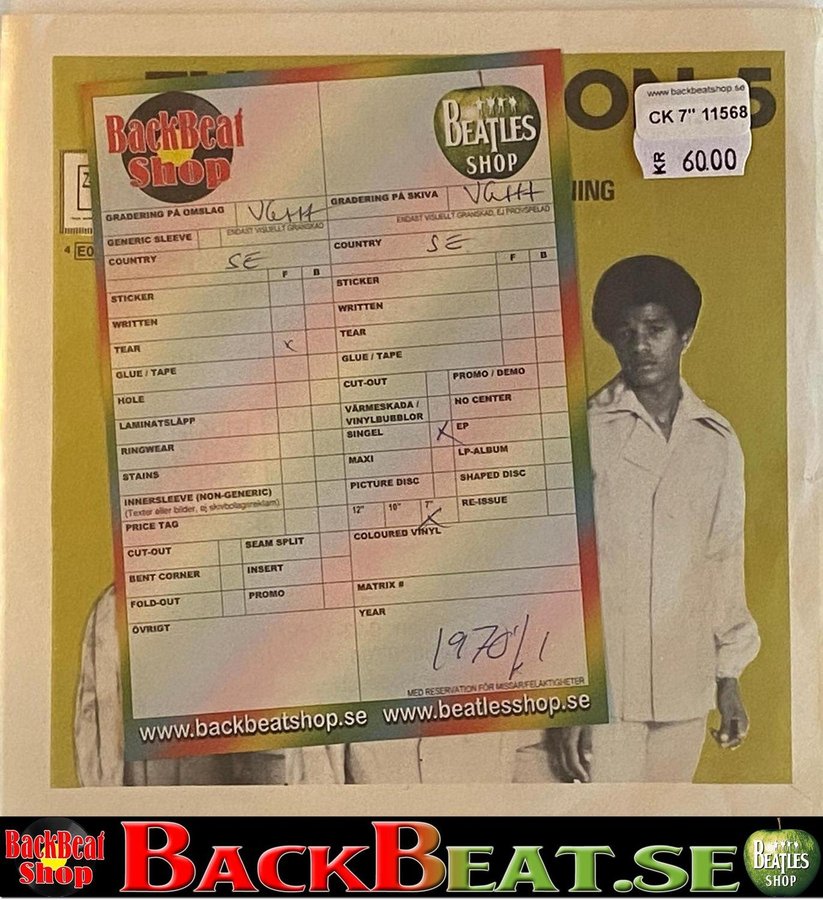 ON 5
NING
www.backbeatshop.se
CK 7" 11568
KR 60.00
4 E0
BackBeat
Shop
BEATLES
SHOP
GRADERING PÅ OMSLAG VG++
ENDAST VISUELLT GRANSKAD
GENERIC SLEEVE
COUNTRY SE
F B
STICKER
WRITTEN
TEAR x
GLUE / TAPE
HOLE
LAMINATSLÄPP
RINGWEAR
STAINS
INNERSLEEVE (NON-GENERIC)
(Texter eller bilder, ej skivbolagsreklam)
PRICE TAG
CUT-OUT SEAM SPLIT
BENT CORNER INSERT
FOLD-OUT PROMO
ÖVRIGT
GRADERING PÅ SKIVA VG++
ENDAST VISUELLT GRANSKAD, EJ PROVSPELAD
COUNTRY SE
F B
STICKER
WRITTEN
TEAR
GLUE / TAPE
CUT-OUT PROMO / DEMO
VÄRMESKADA /
VINYLBUBBLOR NO CENTER
SINGEL X EP
MAXI LP-ALBUM
PICTURE DISC SHAPED DISC
12" 10" 7" X RE-ISSUE
COLOURED VINYL
MATRIX #
YEAR
1970/1
MED RESERVATION FÖR MISSAR/FELAKTIGHETER
www.backbeatshop.se www.beatlesshop.se
BackBeat
Shop
BACKBEAT.SE
BEATLES
SHOP